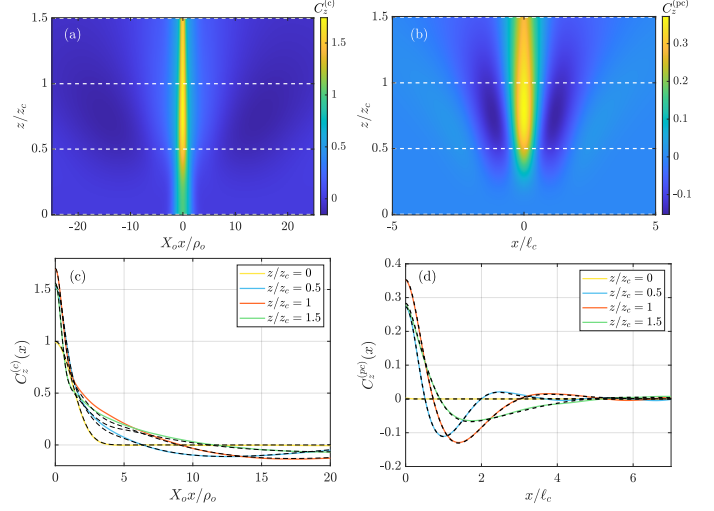 C_z^(c)
(a)
1.5
1
0.5
0
z/z_c
-20 -10 0 10 20
X_o x/ρ_o
1.5
1
0.5
0
C_z^(pc)
(b)
1.5
1
0.5
0
z/z_c
-5 0 5
x/ℓ_c
0.3
0.2
0.1
0
-0.1
(c)
z/z_c = 0
z/z_c = 0.5
z/z_c = 1
z/z_c = 1.5
1.5
1
0.5
0
C_z^(c)(x)
0 5 10 15 20
X_o x/ρ_o
(d)
z/z_c = 0
z/z_c = 0.5
z/z_c = 1
z/z_c = 1.5
0.4
0.3
0.2
0.1
0
-0.1
-0.2
C_z^(pc)(x)
0 2 4 6
x/ℓ_c